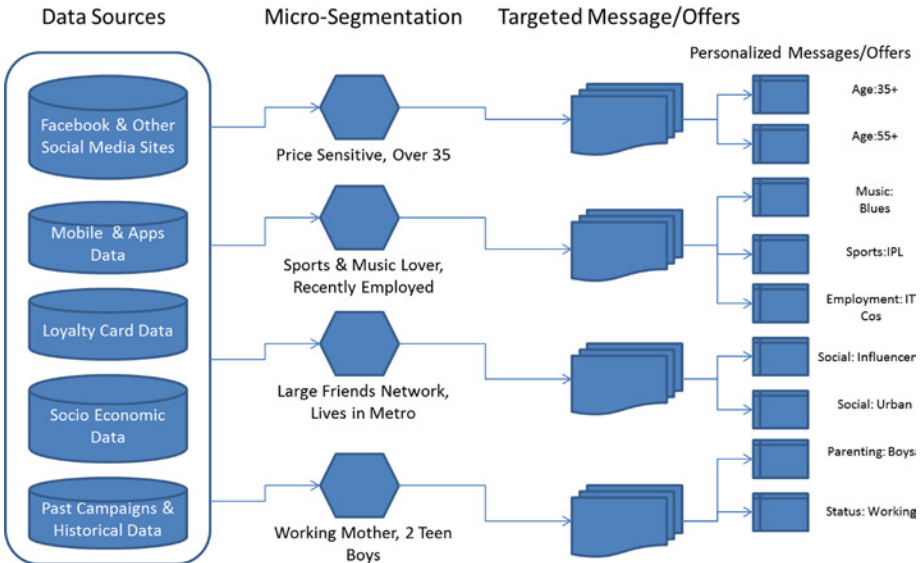 Data Sources
Micro-Segmentation
Targeted Message/Offers
Personalized Messages/Offers
Facebook & Other
Social Media Sites
Mobile & Apps
Data
Loyalty Card Data
Socio Economic
Data
Past Campaigns &
Historical Data
Price Sensitive, Over 35
Sports & Music Lover,
Recently Employed
Large Friends Network,
Lives in Metro
Working Mother, 2 Teen
Boys
Age:35+
Age:55+
Music:
Blues
Sports:IPL
Employment: IT
Cos
Social: Influencer
Social: Urban
Parenting: Boys
Status: Working